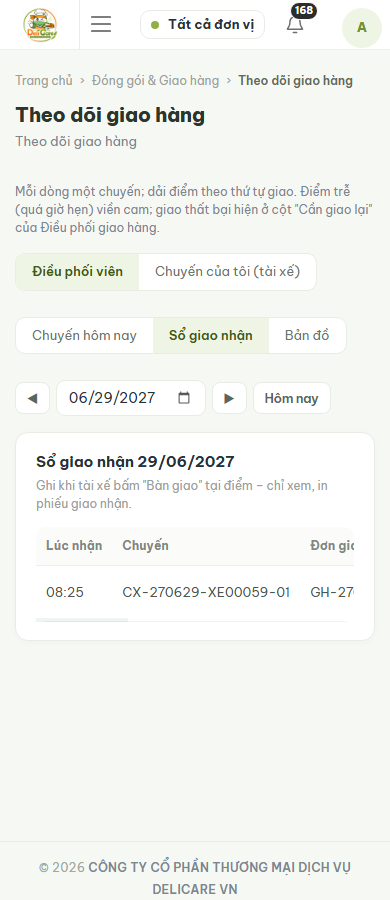 Tất cả đơn vị
168
A
Trang chủ › Đóng gói & Giao hàng › Theo dõi giao hàng
Theo dõi giao hàng
Theo dõi giao hàng
Mỗi dòng một chuyến; dải điểm theo thứ tự giao. Điểm trễ
(quá giờ hẹn) viền cam; giao thất bại hiện ở cột "Cần giao lại"
của Điều phối giao hàng.
Điều phối viên Chuyến của tôi (tài xế)
Chuyến hôm nay Sổ giao nhận Bản đồ
◀ 06/29/2027 ▶ Hôm nay
Sổ giao nhận 29/06/2027
Ghi khi tài xế bấm "Bàn giao" tại điểm – chỉ xem, in
phiếu giao nhận.
Lúc nhận Chuyến Đơn
08:25 CX-270629-XE00059-01 GH-27
© 2026 CÔNG TY CỔ PHẦN THƯƠNG MẠI DỊCH VỤ
DELICARE VN